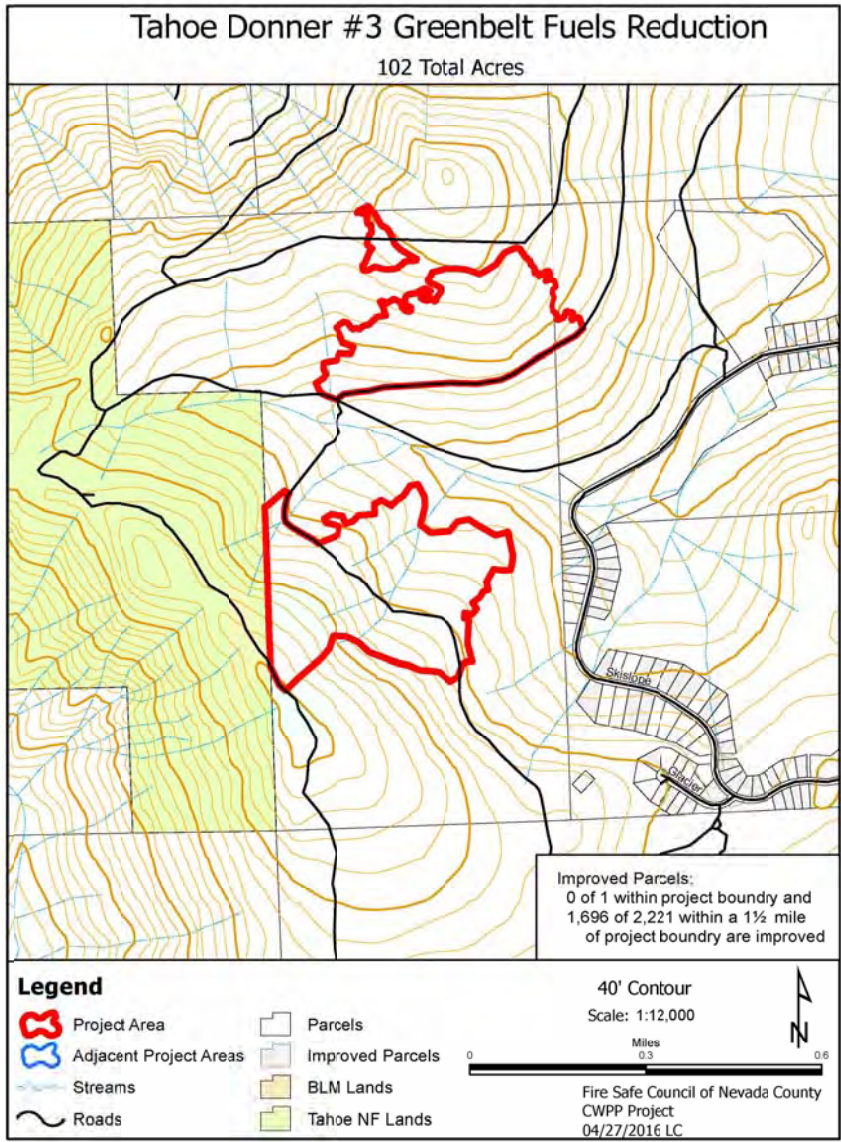 Tahoe Donner #3 Greenbelt Fuels Reduction
102 Total Acres
Skislope
Glacier
Improved Parcels:
0 of 1 within project boundry and
1,696 of 2,221 within a 1½ mile
of project boundry are improved
Legend
Project Area
Adjacent Project Areas
Streams
Roads
Parcels
Improved Parcels
BLM Lands
Tahoe NF Lands
40' Contour
Scale: 1:12,000
Miles
0 0.3 0.6
N
Fire Safe Council of Nevada County
CWPP Project
04/27/2016 LC